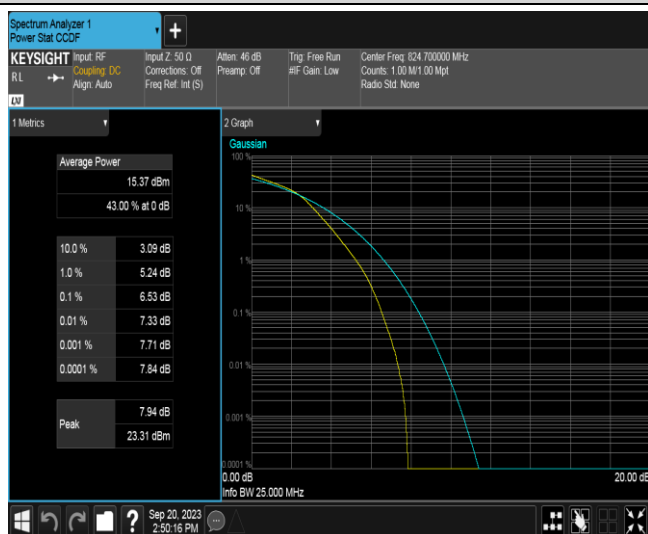 Spectrum Analyzer 1
Power Stat CCDF
+
KEYSIGHT
RL
LXI
Input: RF
Coupling: DC
Align: Auto
Input Z: 50 Ω
Corrections: Off
Freq Ref: Int (S)
Atten: 46 dB
Preamp: Off
Trig: Free Run
#IF Gain: Low
Center Freq: 824.700000 MHz
Counts: 1.00 M/1.00 Mpt
Radio Std: None
1 Metrics
Average Power
15.37 dBm
43.00 % at 0 dB
10.0 % 3.09 dB
1.0 % 5.24 dB
0.1 % 6.53 dB
0.01 % 7.33 dB
0.001 % 7.71 dB
0.0001 % 7.84 dB
Peak
7.94 dB
23.31 dBm
2 Graph
Gaussian
100 %
10 %
1 %
0.1 %
0.01 %
0.001 %
0.0001 %
0.00 dB
20.00 dB
Info BW 25.000 MHz
?
Sep 20, 2023
2:50:16 PM